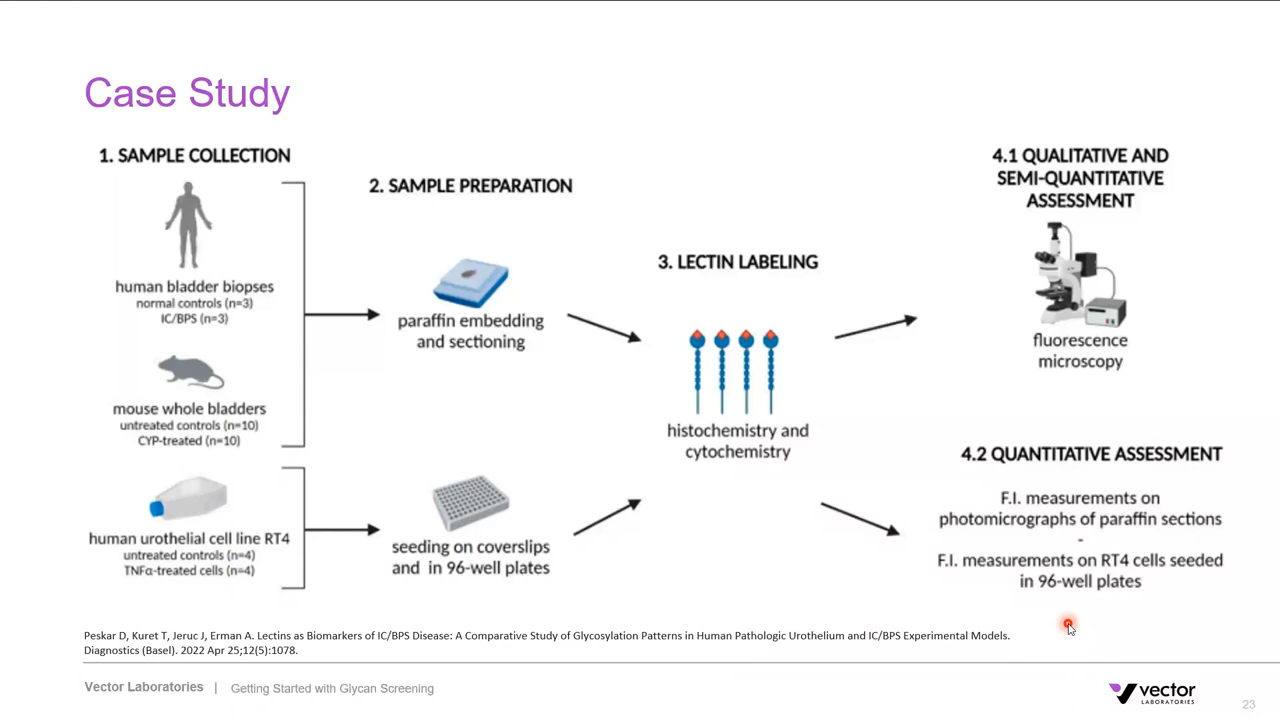 Case Study
1. SAMPLE COLLECTION
human bladder biopses
normal controls (n=3)
IC/BPS (n=3)
mouse whole bladders
untreated controls (n=10)
CYP-treated (n=10)
human urothelial cell line RT4
untreated controls (n=4)
TNFα-treated cells (n=4)
2. SAMPLE PREPARATION
paraffin embedding
and sectioning
seeding on coverslips
and in 96-well plates
3. LECTIN LABELING
histochemistry and
cytochemistry
4.1 QUALITATIVE AND
SEMI-QUANTITATIVE
ASSESSMENT
fluorescence
microscopy
4.2 QUANTITATIVE ASSESSMENT
F.I. measurements on
photomicrographs of paraffin sections
-
F.I. measurements on RT4 cells seeded
in 96-well plates
Peskar D, Kuret T, Jeruc J, Erman A. Lectins as Biomarkers of IC/BPS Disease: A Comparative Study of Glycosylation Patterns in Human Pathologic Urothelium and IC/BPS Experimental Models.
Diagnostics (Basel). 2022 Apr 25;12(5):1078.
Vector Laboratories | Getting Started with Glycan Screening
vector
LABORATORIES
23